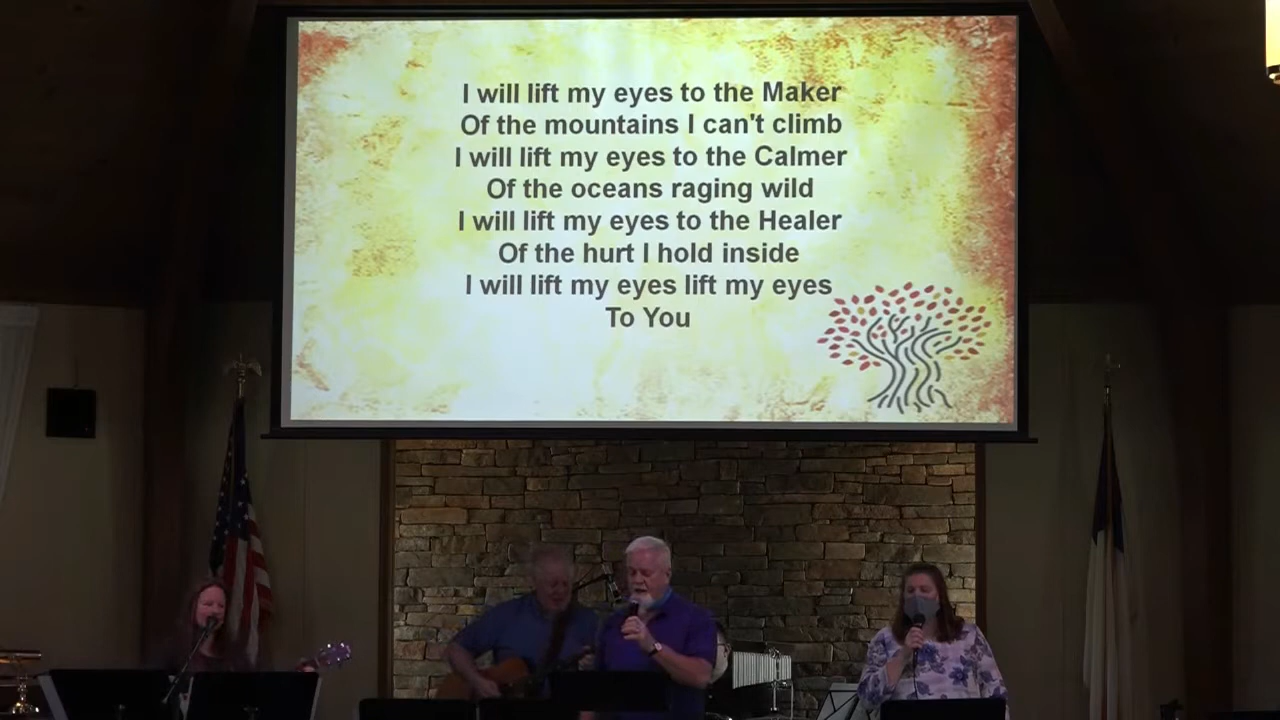 I will lift my eyes to the Maker
Of the mountains I can't climb
I will lift my eyes to the Calmer
Of the oceans raging wild
I will lift my eyes to the Healer
Of the hurt I hold inside
I will lift my eyes lift my eyes
To You